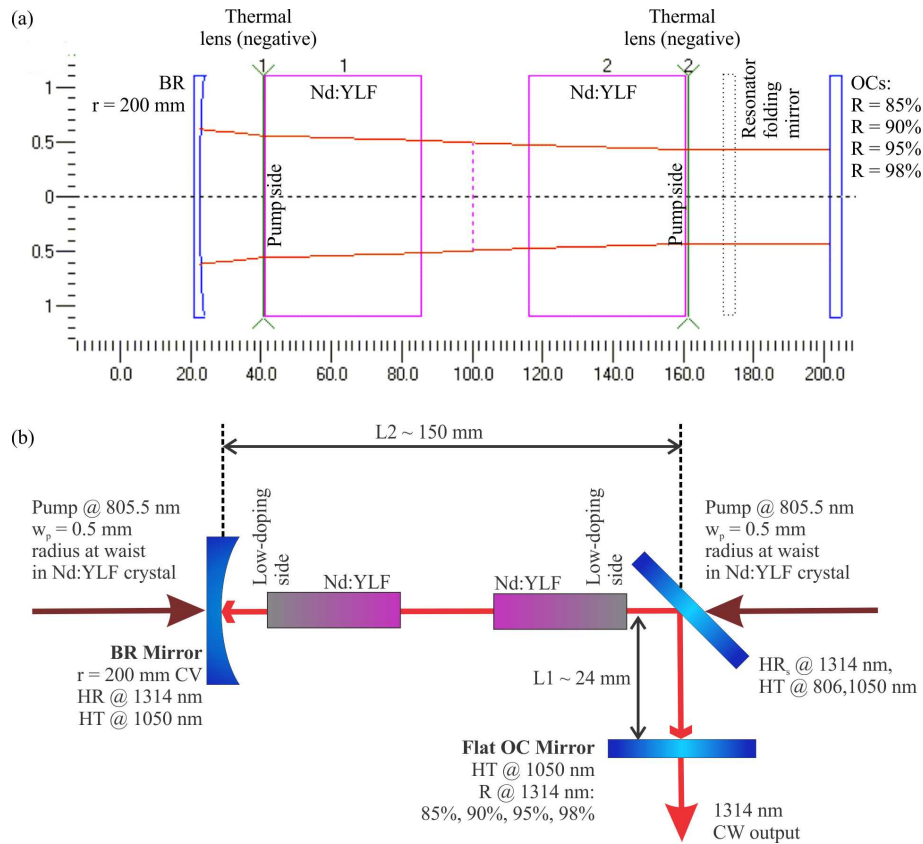 (a)
Thermal
lens (negative)
Thermal
lens (negative)
BR
r = 200 mm
1
1
Nd:YLF
2
2
Nd:YLF
Pump side
Pump side
Resonator
folding
mirror
OCs:
R = 85%
R = 90%
R = 95%
R = 98%
1
0.5
0
0.5
1
0.0
20.0
40.0
60.0
80.0
100.0
120.0
140.0
160.0
180.0
200.0
(b)
L2 ~ 150 mm
Pump @ 805.5 nm
wp = 0.5 mm
radius at waist
in Nd:YLF crystal
Low-doping
side
Nd:YLF
Nd:YLF
Low-doping
side
Pump @ 805.5 nm
wp = 0.5 mm
radius at waist
in Nd:YLF crystal
BR Mirror
r = 200 mm CV
HR @ 1314 nm
HT @ 1050 nm
L1 ~ 24 mm
HRs @ 1314 nm,
HT @ 806,1050 nm
Flat OC Mirror
HT @ 1050 nm
R @ 1314 nm:
85%, 90%, 95%, 98%
1314 nm
CW output